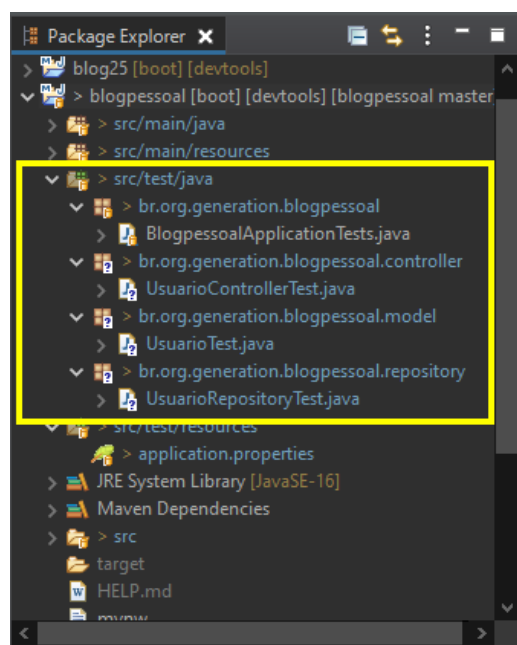 Package Explorer
> blog25 [boot] [devtools]
> blogpessoal [boot] [devtools] [blogpessoal master
> src/main/java
> src/main/resources
> src/test/java
> br.org.generation.blogpessoal
BlogpessoalApplicationTests.java
> br.org.generation.blogpessoal.controller
UsuarioControllerTest.java
> br.org.generation.blogpessoal.model
UsuarioTest.java
> br.org.generation.blogpessoal.repository
UsuarioRepositoryTest.java
> src/test/resources
> application.properties
JRE System Library [JavaSE-16]
Maven Dependencies
> src
target
HELP.md
mvnw